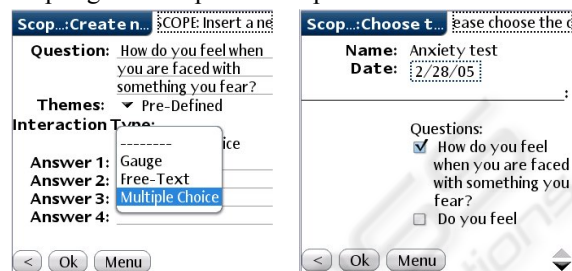 Scop...:Create n... SCOPE: Insert a ne
Question: How do you feel when
you are faced with
something you fear?
Themes: Pre-Defined
Interaction Type:
--------
Gauge
Free-Text
Multiple Choice
Answer 1:
Answer 2:
Answer 3:
Answer 4:
< Ok Menu
Scop...:Choose t... ease choose the
Name: Anxiety test
Date: 2/28/05
:
Questions:
How do you feel
when you are faced
with something you
fear?
Do you feel
< Ok Menu